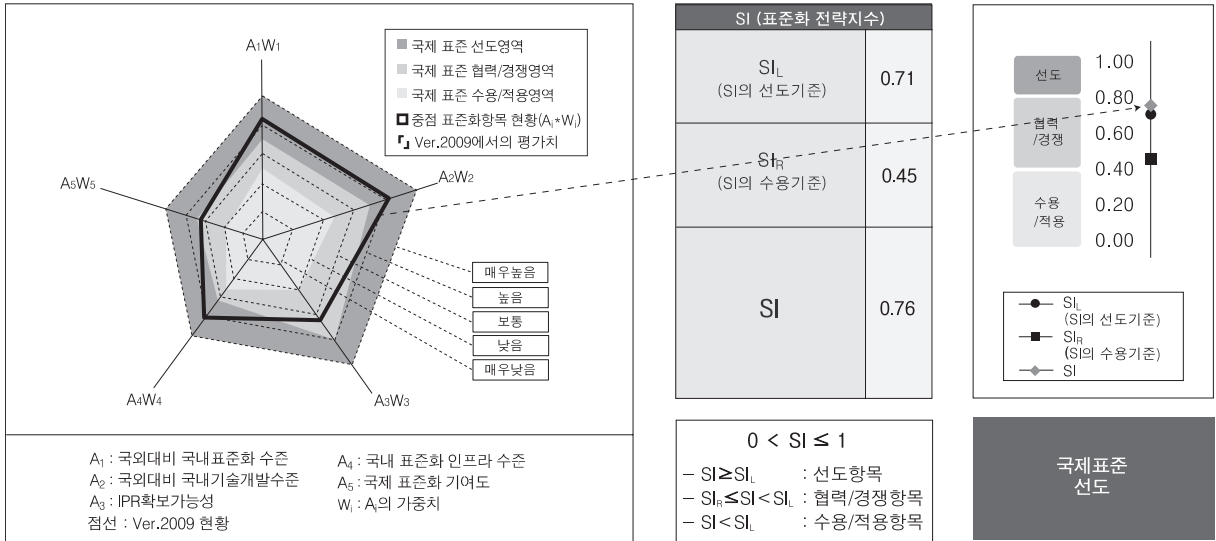 A₁W₁
A₂W₂
A₃W₃
A₄W₄
A₅W₅
국제 표준 선도영역
국제 표준 협력/경쟁영역
국제 표준 수용/적용영역
중점 표준화항목 현황(Aᵢ*Wᵢ)
Ver.2009에서의 평가치
매우높음
높음
보통
낮음
매우낮음
A₁ : 국외대비 국내표준화 수준
A₂ : 국외대비 국내기술개발수준
A₃ : IPR확보가능성
점선 : Ver.2009 현황
A₄ : 국내 표준화 인프라 수준
A₅ : 국제 표준화 기여도
Wᵢ : Aᵢ의 가중치
SI (표준화 전략지수)
SI_L
(SI의 선도기준)
0.71
SI_R
(SI의 수용기준)
0.45
SI
0.76
0 < SI ≤ 1
– SI≥SI_L : 선도항목
– SI_R≤SI<SI_L : 협력/경쟁항목
– SI<SI_L : 수용/적용항목
선도
협력
/경쟁
수용
/적용
1.00
0.80
0.60
0.40
0.20
0.00
SI_L
(SI의 선도기준)
SI_R
(SI의 수용기준)
SI
국제표준
선도